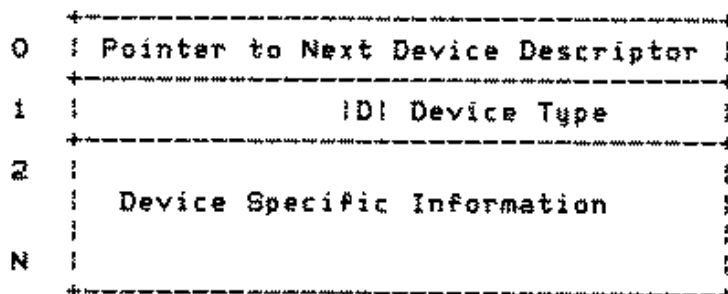 0 | Pointer to Next Device Descriptor |
1 | |D| Device Type |
2 |
Device Specific Information
N |